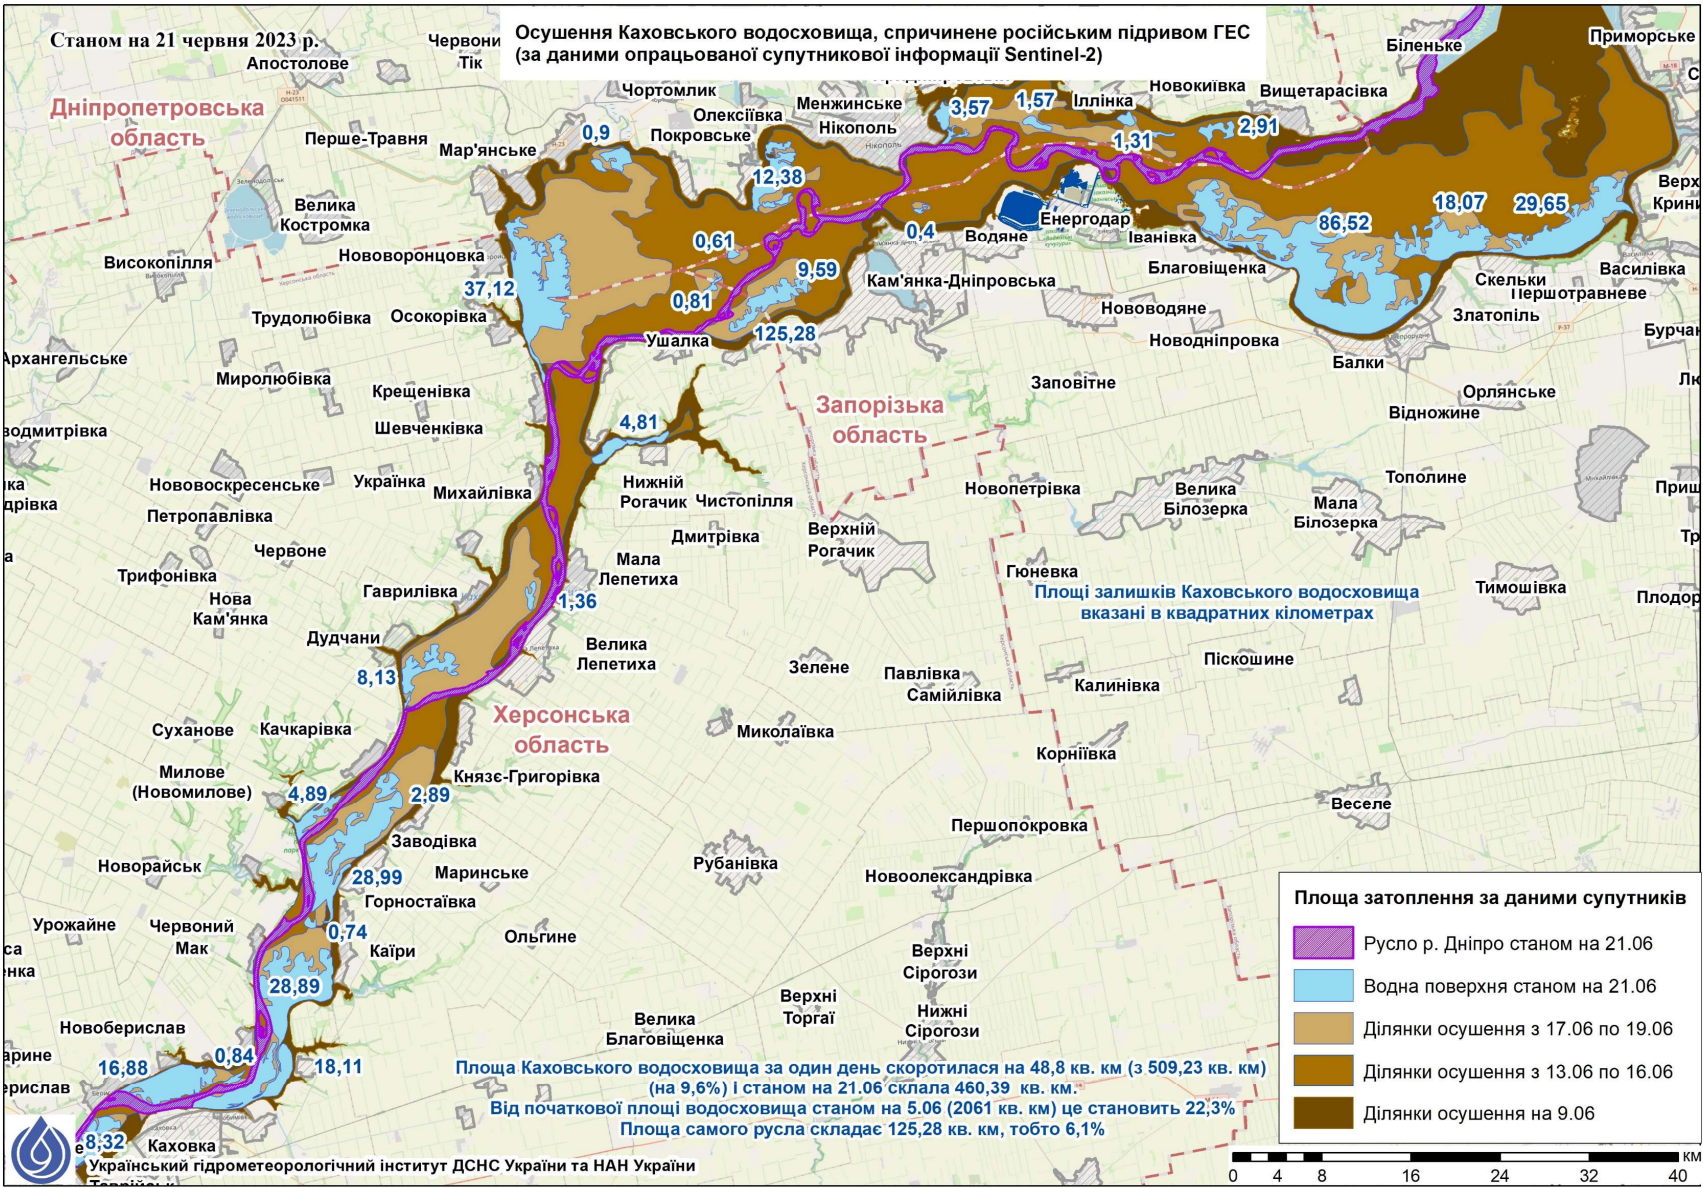 Станом на 21 червня 2023 р.
Осушення Каховського водосховища, спричинене російським підривом ГЕС
(за даними опрацьованої супутникової інформації Sentinel-2)
Червони
Тік
Апостолове
Біленьке
Приморське
Дніпропетровська
область
Чортомлик
Олексіївка
Покровське
Менжинське
Нікополь
Нікополь
Іллінка
Новокиївка
Вищетарасівка
3,57
1,57
1,31
2,91
0,9
Перше-Травня
Мар'янське
12,38
Велика
Костромка
Нововоронцовка
Високопілля
0,61
0,4
Водяне
Енергодар
Іванівка
86,52
18,07
29,65
Верх
Крини
Благовіщенка
Скельки
Василівка
Першотравневе
Златопіль
Бурчак
37,12
9,59
0,81
125,28
Кам'янка-Дніпровська
Нововодяне
Новодніпровка
Балки
Трудолюбівка
Осокорівка
Ушалка
Архангельське
Миролюбівка
Крещенівка
Шевченківка
водмитрівка
Заповітне
Орлянське
Відножине
Запорізька
область
4,81
Нововоскресенське
Українка
Михайлівка
Петропавлівка
Нижній
Рогачик
Чистопілля
Дмитрівка
Верхній
Рогачик
Новопетрівка
Велика
Білозерка
Мала
Білозерка
Тополине
дрівка
Червоне
Трифонівка
Нова
Кам'янка
Гаврилівка
Мала
Лепетиха
1,36
Гюневка
Тимошівка
Плодор
Площі залишків Каховського водосховища
вказані в квадратних кілометрах
Дудчани
8,13
Велика
Лепетиха
Зелене
Павлівка
Самійлівка
Калинівка
Піскошине
Херсонська
область
Суханове
Качкарівка
Миколаївка
Корніївка
Милове
(Новомилове)
Князє-Григорівка
4,89
2,89
Веселе
Заводівка
Першопокровка
Новорайськ
28,99
Маринське
Рубанівка
Новоолександрівка
Горностаївка
Урожайне
Червоний
Мак
0,74
Каїри
Ольгине
Верхні
Сірогози
28,89
Верхні
Торгаї
Нижні
Сірогози
Новоберислав
Велика
Благовіщенка
16,88
0,84
18,11
8,32
Каховка
Площа Каховського водосховища за один день скоротилася на 48,8 кв. км (з 509,23 кв. км)
(на 9,6%) і станом на 21.06 склала 460,39 кв. км.
Від початкової площі водосховища станом на 5.06 (2061 кв. км) це становить 22,3%
Площа самого русла складає 125,28 кв. км, тобто 6,1%
Український гідрометеорологічний інститут ДСНС України та НАН України
Площа затоплення за даними супутників
Русло р. Дніпро станом на 21.06
Водна поверхня станом на 21.06
Ділянки осушення з 17.06 по 19.06
Ділянки осушення з 13.06 по 16.06
Ділянки осушення на 9.06
км
0 4 8 16 24 32 40